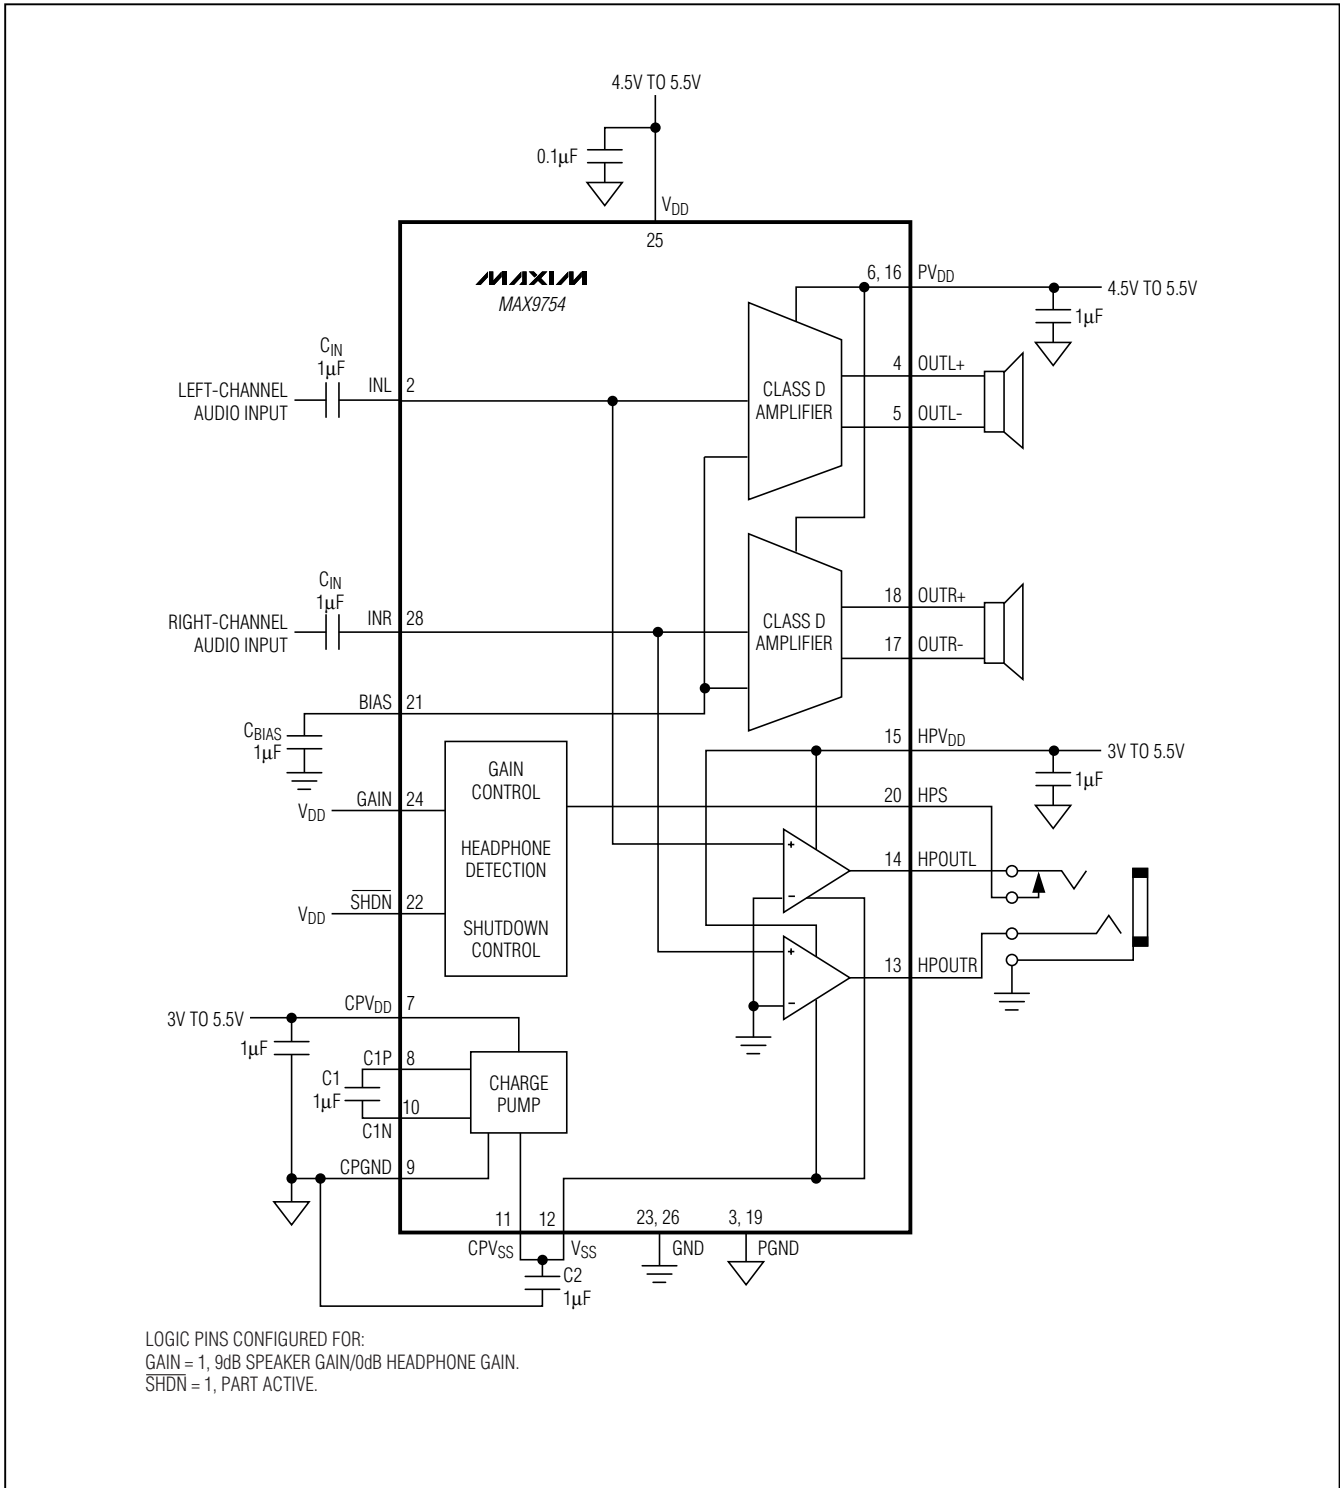 4.5V TO 5.5V
0.1µF
VDD
25
MAXIM
MAX9754
6, 16 PVDD
4.5V TO 5.5V
1µF
CIN
1µF
LEFT-CHANNEL
AUDIO INPUT
INL 2
CLASS D
AMPLIFIER
4 OUTL+
5 OUTL-
CIN
1µF
RIGHT-CHANNEL
AUDIO INPUT
INR 28
CLASS D
AMPLIFIER
18 OUTR+
17 OUTR-
BIAS 21
CBIAS
1µF
15 HPVDD
3V TO 5.5V
1µF
GAIN
CONTROL
VDD GAIN 24
20 HPS
HEADPHONE
DETECTION
+
-
14 HPOUTL
VDD SHDN 22
SHUTDOWN
CONTROL
+
-
13 HPOUTR
3V TO 5.5V
CPVDD 7
1µF
C1P 8
C1
1µF
10
C1N
CHARGE
PUMP
CPGND 9
11 12 23, 26 3, 19
CPVSS VSS GND PGND
C2
1µF
LOGIC PINS CONFIGURED FOR:
GAIN = 1, 9dB SPEAKER GAIN/0dB HEADPHONE GAIN.
SHDN = 1, PART ACTIVE.